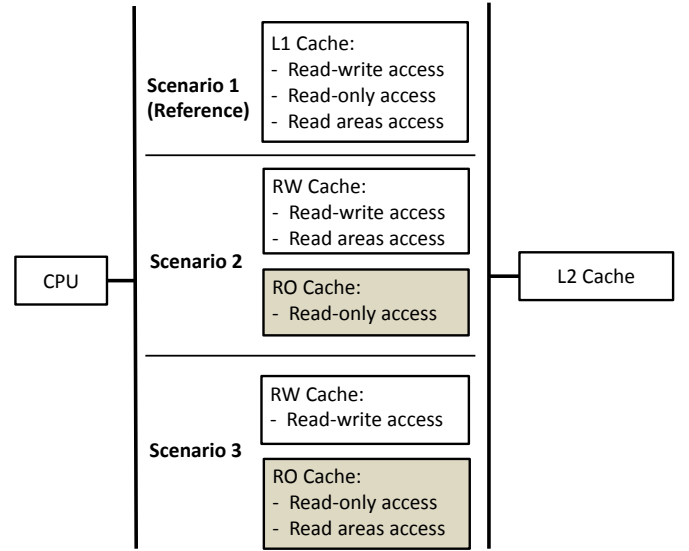 L1 Cache:
- Read-write access
- Read-only access
- Read areas access
Scenario 1
(Reference)
RW Cache:
- Read-write access
- Read areas access
Scenario 2
RO Cache:
- Read-only access
CPU
L2 Cache
RW Cache:
- Read-write access
Scenario 3
RO Cache:
- Read-only access
- Read areas access